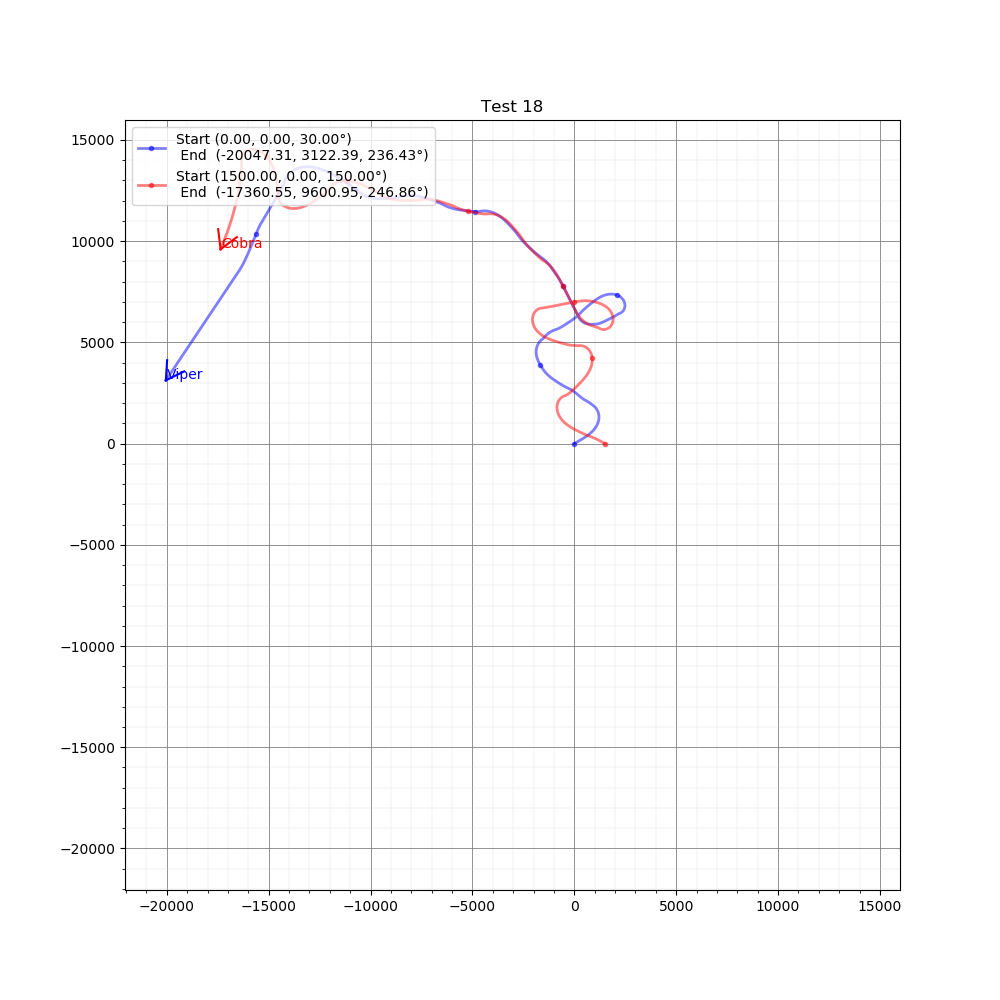 Test 18
Start (0.00, 0.00, 30.00°)
End (-20047.31, 3122.39, 236.43°)
Start (1500.00, 0.00, 150.00°)
End (-17360.55, 9600.95, 246.86°)
Cobra
Viper
15000
10000
5000
0
−5000
−10000
−15000
−20000
−20000 −15000 −10000 −5000 0 5000 10000 15000